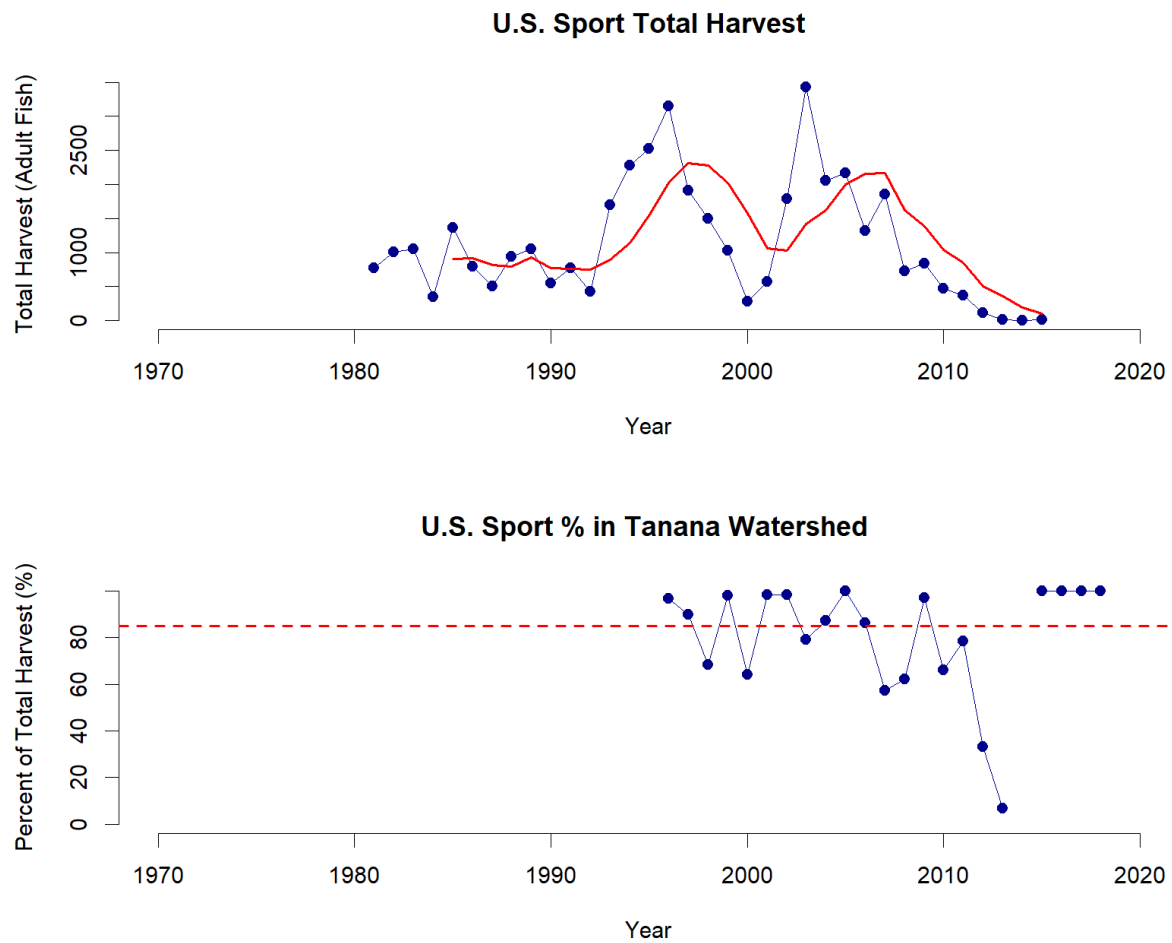 U.S. Sport Total Harvest
Total Harvest (Adult Fish)
2500
1000
0
1970 1980 1990 2000 2010 2020
Year
U.S. Sport % in Tanana Watershed
Percent of Total Harvest (%)
80
60
40
20
0
1970 1980 1990 2000 2010 2020
Year